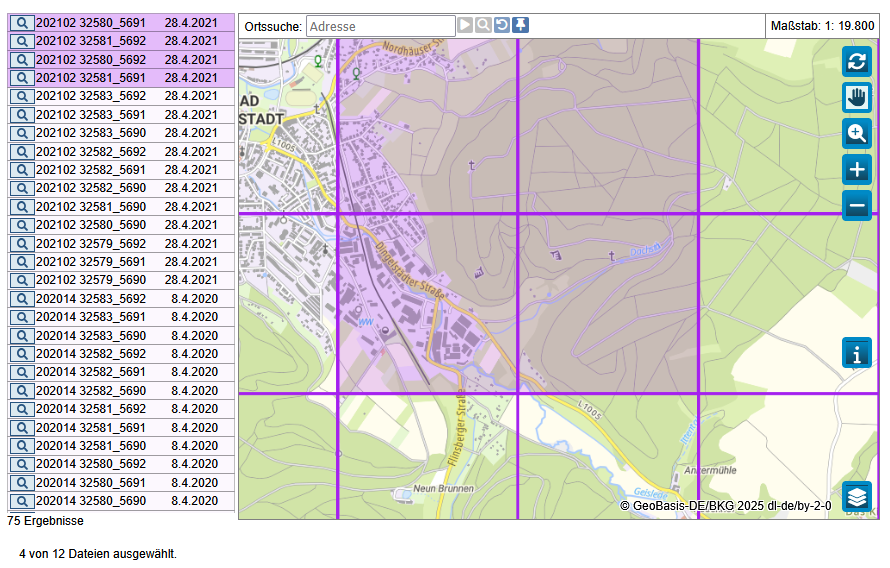 202102 32580_5691 28.4.2021
202102 32581_5692 28.4.2021
202102 32580_5692 28.4.2021
202102 32581_5691 28.4.2021
202102 32583_5692 28.4.2021
202102 32583_5691 28.4.2021
202102 32583_5690 28.4.2021
202102 32582_5692 28.4.2021
202102 32582_5691 28.4.2021
202102 32582_5690 28.4.2021
202102 32581_5690 28.4.2021
202102 32580_5690 28.4.2021
202102 32579_5692 28.4.2021
202102 32579_5691 28.4.2021
202102 32579_5690 28.4.2021
202014 32583_5692 8.4.2020
202014 32583_5691 8.4.2020
202014 32583_5690 8.4.2020
202014 32582_5692 8.4.2020
202014 32582_5691 8.4.2020
202014 32582_5690 8.4.2020
202014 32581_5692 8.4.2020
202014 32581_5691 8.4.2020
202014 32581_5690 8.4.2020
202014 32580_5692 8.4.2020
202014 32580_5691 8.4.2020
202014 32580_5690 8.4.2020
75 Ergebnisse
4 von 12 Dateien ausgewählt.
Ortssuche: Adresse
Maßstab: 1: 19.800
Nordhäuser St
AD
STADT
L1005
Dingelstädter Straße
WW
L1005
Flinsberger Straße
Neun Brunnen
Ankermühle
Geislede
© GeoBasis-DE/BKG 2025 dl-de/by-2-0